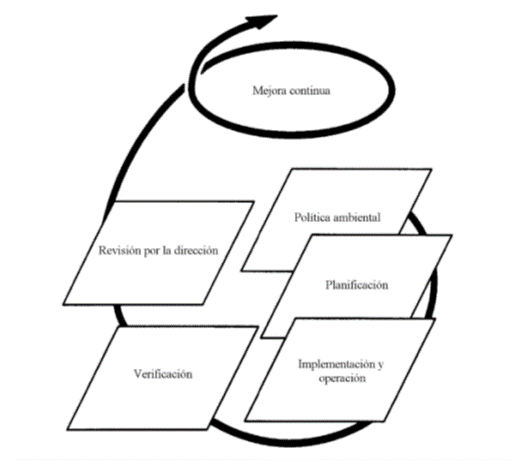 Mejora continua
Política ambiental
Revisión por la dirección
Planificación
Verificación
Implementación y
operación